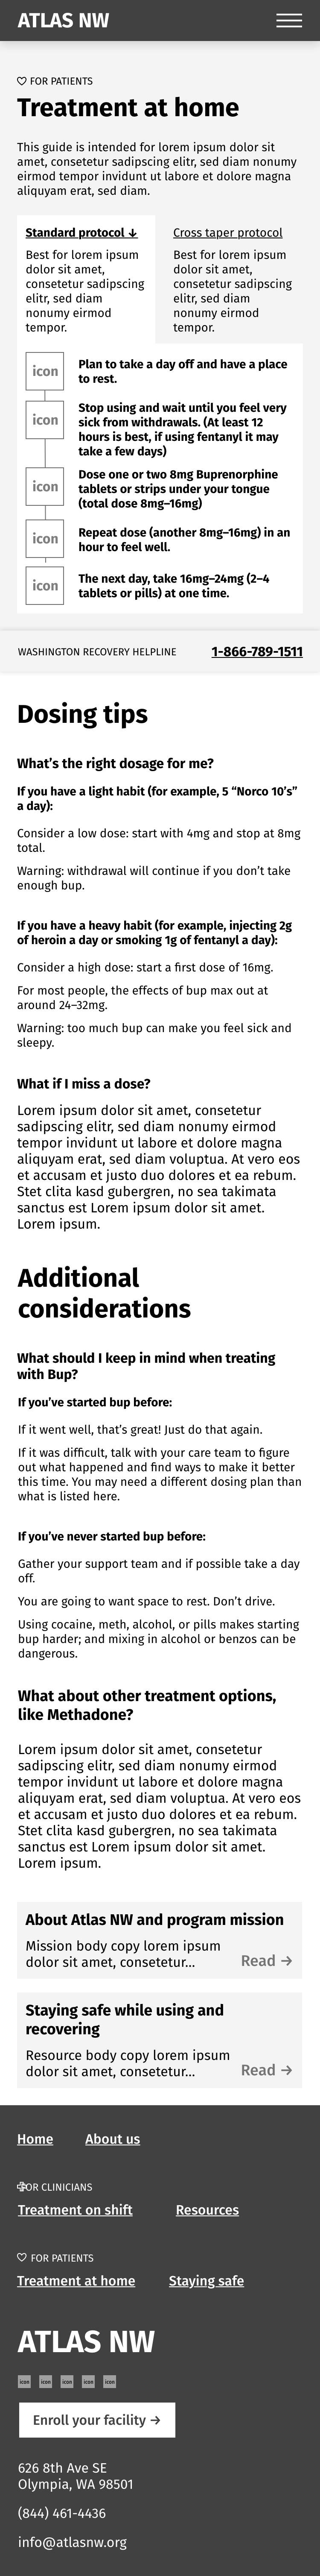 ATLAS NW
FOR PATIENTS
Treatment at home
This guide is intended for lorem ipsum dolor sit
amet, consetetur sadipscing elitr, sed diam nonumy
eirmod tempor invidunt ut labore et dolore magna
aliquyam erat, sed diam.
Standard protocol ↓
Best for lorem ipsum
dolor sit amet,
consetetur sadipscing
elitr, sed diam
nonumy eirmod
tempor.
Cross taper protocol
Best for lorem ipsum
dolor sit amet,
consetetur sadipscing
elitr, sed diam
nonumy eirmod
tempor.
icon
Plan to take a day off and have a place
to rest.
icon
Stop using and wait until you feel very
sick from withdrawals. (At least 12
hours is best, if using fentanyl it may
take a few days)
icon
Dose one or two 8mg Buprenorphine
tablets or strips under your tongue
(total dose 8mg–16mg)
icon
Repeat dose (another 8mg–16mg) in an
hour to feel well.
icon
The next day, take 16mg–24mg (2–4
tablets or pills) at one time.
WASHINGTON RECOVERY HELPLINE
1-866-789-1511
Dosing tips
What's the right dosage for me?
If you have a light habit (for example, 5 “Norco 10’s”
a day):
Consider a low dose: start with 4mg and stop at 8mg
total.
Warning: withdrawal will continue if you don’t take
enough bup.
If you have a heavy habit (for example, injecting 2g
of heroin a day or smoking 1g of fentanyl a day):
Consider a high dose: start a first dose of 16mg.
For most people, the effects of bup max out at
around 24–32mg.
Warning: too much bup can make you feel sick and
sleepy.
What if I miss a dose?
Lorem ipsum dolor sit amet, consetetur
sadipscing elitr, sed diam nonumy eirmod
tempor invidunt ut labore et dolore magna
aliquyam erat, sed diam voluptua. At vero eos
et accusam et justo duo dolores et ea rebum.
Stet clita kasd gubergren, no sea takimata
sanctus est Lorem ipsum dolor sit amet.
Lorem ipsum.
Additional
considerations
What should I keep in mind when treating
with Bup?
If you’ve started bup before:
If it went well, that’s great! Just do that again.
If it was difficult, talk with your care team to figure
out what happened and find ways to make it better
this time. You may need a different dosing plan than
what is listed here.
If you’ve never started bup before:
Gather your support team and if possible take a day
off.
You are going to want space to rest. Don’t drive.
Using cocaine, meth, alcohol, or pills makes starting
bup harder; and mixing in alcohol or benzos can be
dangerous.
What about other treatment options,
like Methadone?
Lorem ipsum dolor sit amet, consetetur
sadipscing elitr, sed diam nonumy eirmod
tempor invidunt ut labore et dolore magna
aliquyam erat, sed diam voluptua. At vero eos
et accusam et justo duo dolores et ea rebum.
Stet clita kasd gubergren, no sea takimata
sanctus est Lorem ipsum dolor sit amet.
Lorem ipsum.
About Atlas NW and program mission
Mission body copy lorem ipsum
dolor sit amet, consetetur...
Read →
Staying safe while using and
recovering
Resource body copy lorem ipsum
dolor sit amet, consetetur...
Read →
Home
About us
FOR CLINICIANS
Treatment on shift
Resources
FOR PATIENTS
Treatment at home
Staying safe
ATLAS NW
icon icon icon icon icon
Enroll your facility →
626 8th Ave SE
Olympia, WA 98501
(844) 461-4436
info@atlasnw.org